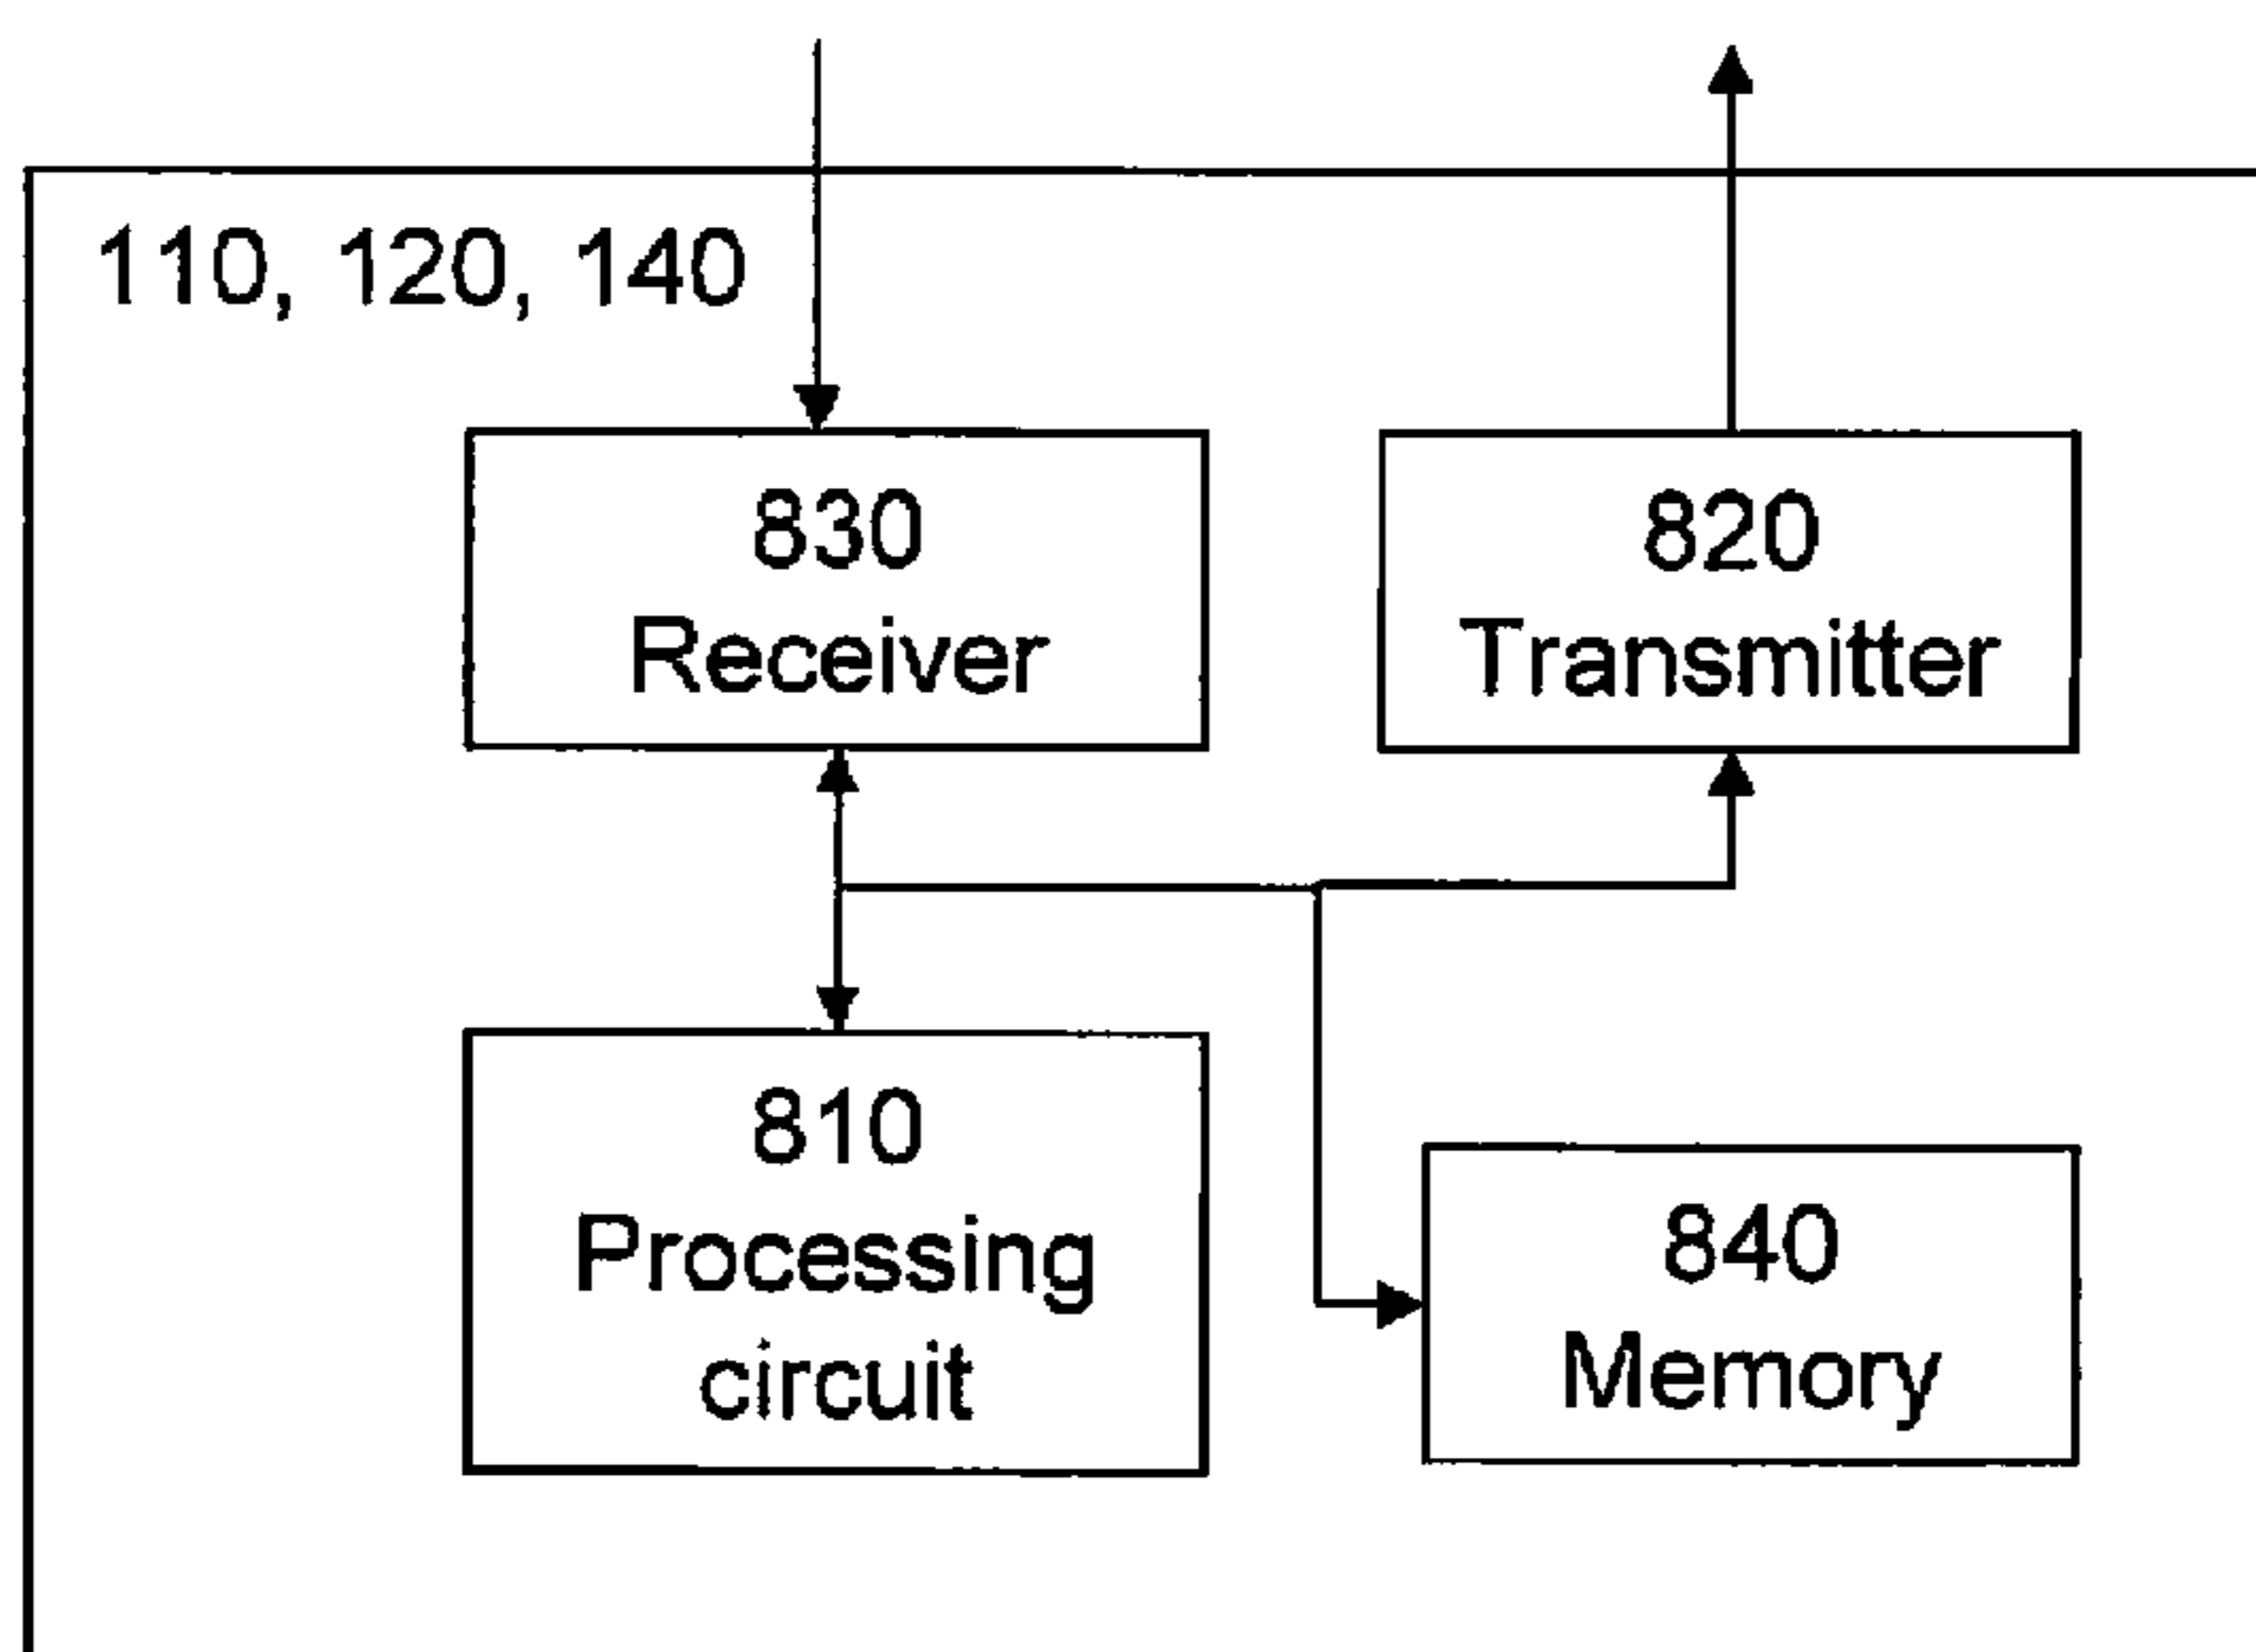 110, 120, 140
830
Receiver
820
Transmitter
810
Processing
circuit
840
Memory